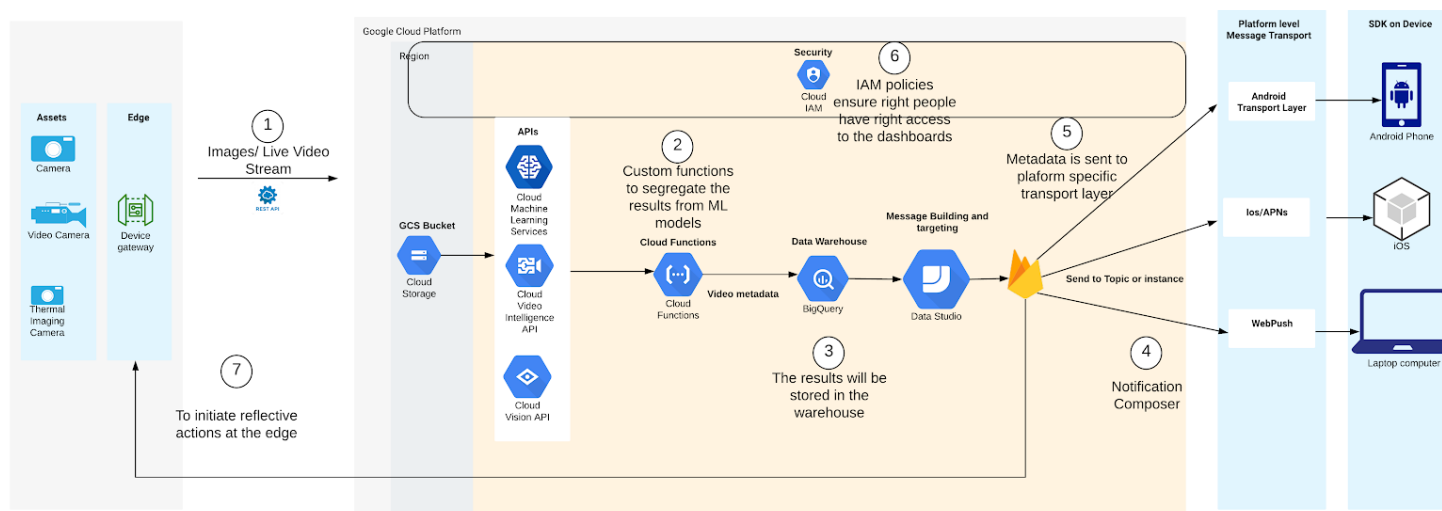 Google Cloud Platform
Region
Assets
Camera
Video Camera
Thermal
Imaging
Camera
Edge
Device
gateway
1
Images/ Live Video
Stream
REST API
7
To initiate reflective
actions at the edge
GCS Bucket
Cloud
Storage
APIs
Cloud
Machine
Learning
Services
Cloud
Video
Intelligence
API
Cloud
Vision API
2
Custom functions
to segregate the
results from ML
models
Cloud Functions
Cloud
Functions
Video metadata
Security
Cloud
IAM
6
IAM policies
ensure right people
have right access
to the dashboards
Data Warehouse
BigQuery
3
The results will be
stored in the
warehouse
Message Building and
targeting
Data Studio
5
Metadata is sent to
plaform specific
transport layer
Send to Topic or instance
4
Notification
Composer
Platform level
Message Transport
Android
Transport Layer
Ios/APNs
WebPush
SDK on Device
Android Phone
iOS
Laptop computer